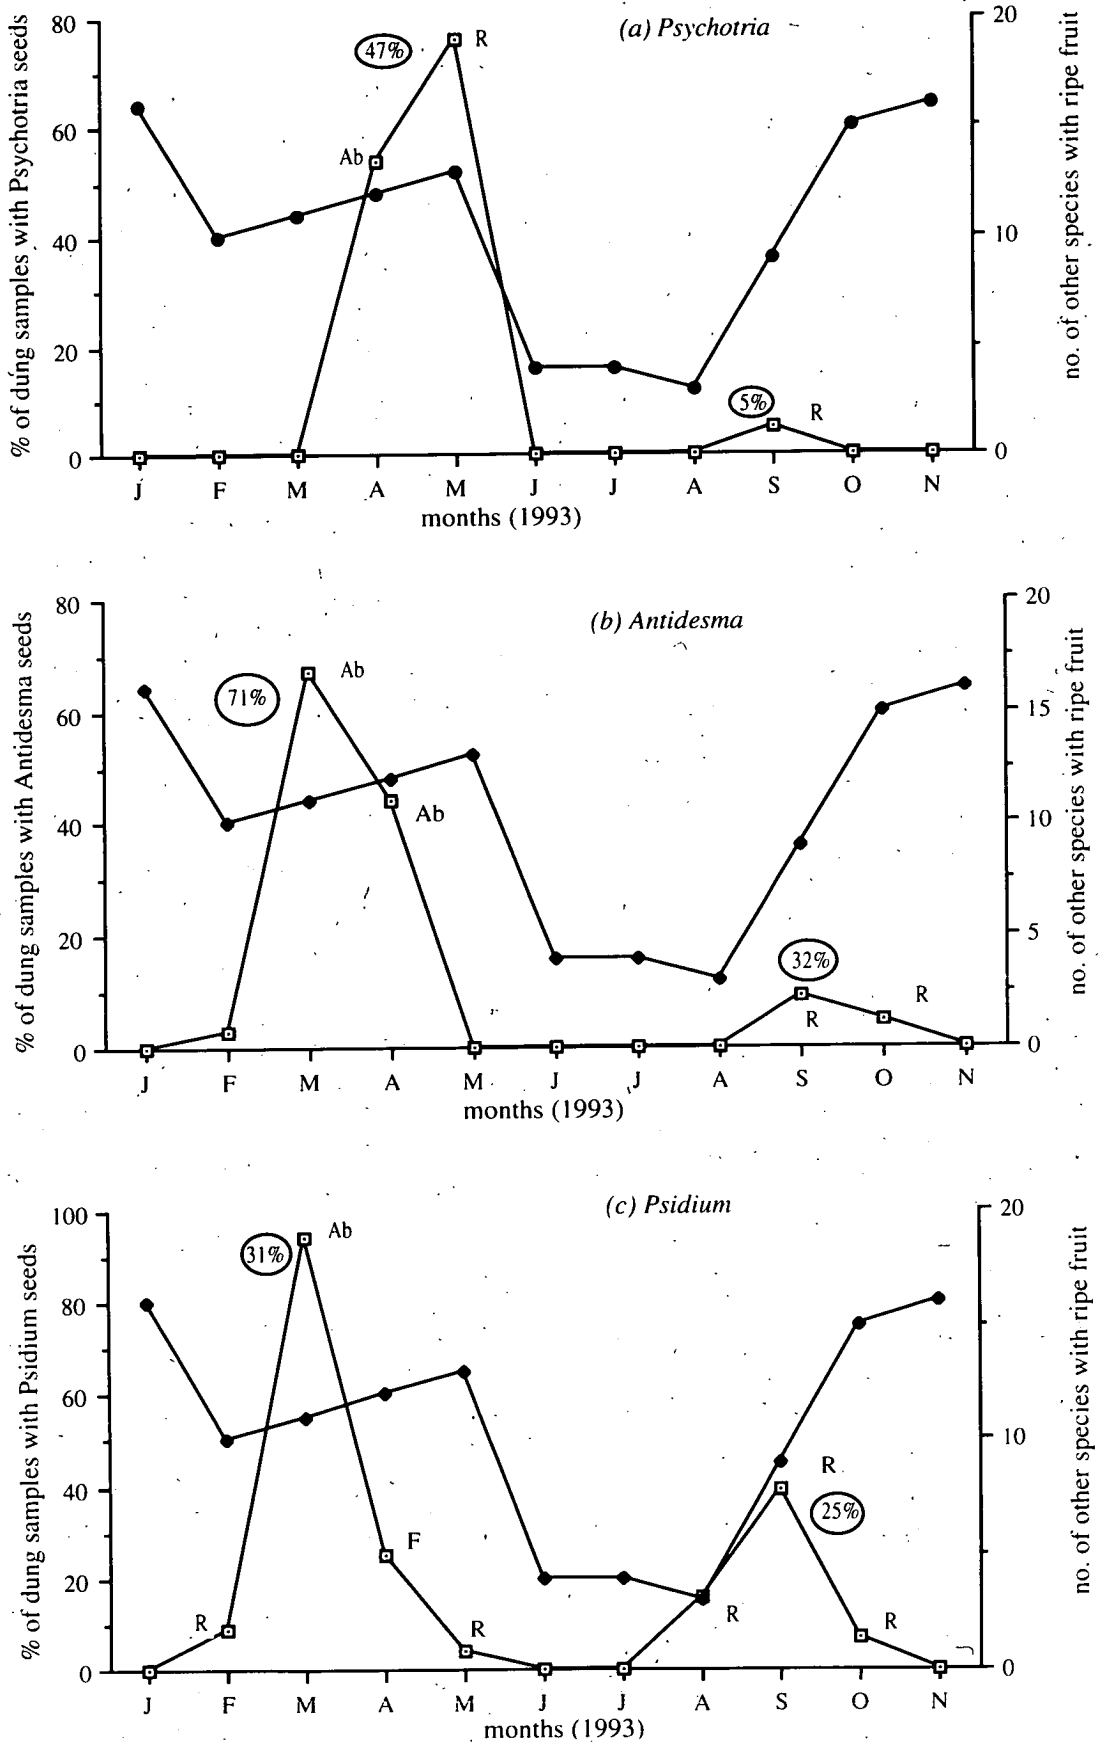 (a) Psychotria
% of dung samples with Psychotria seeds
no. of other species with ripe fruit
80
60
40
20
0
20
10
0
47%
R
Ab
5%
R
J F M A M J J A S O N
months (1993)
(b) Antidesma
% of dung samples with Antidesma seeds
no. of other species with ripe fruit
80
60
40
20
0
20
15
10
5
0
71%
Ab
Ab
32%
R
R
J F M A M J J A S O N
months (1993)
(c) Psidium
% of dung samples with Psidium seeds
no. of other species with ripe fruit
100
80
60
40
20
0
20
10
0
31%
Ab
R
F
R
R
25%
R
R
J F M A M J J A S O N
months (1993)